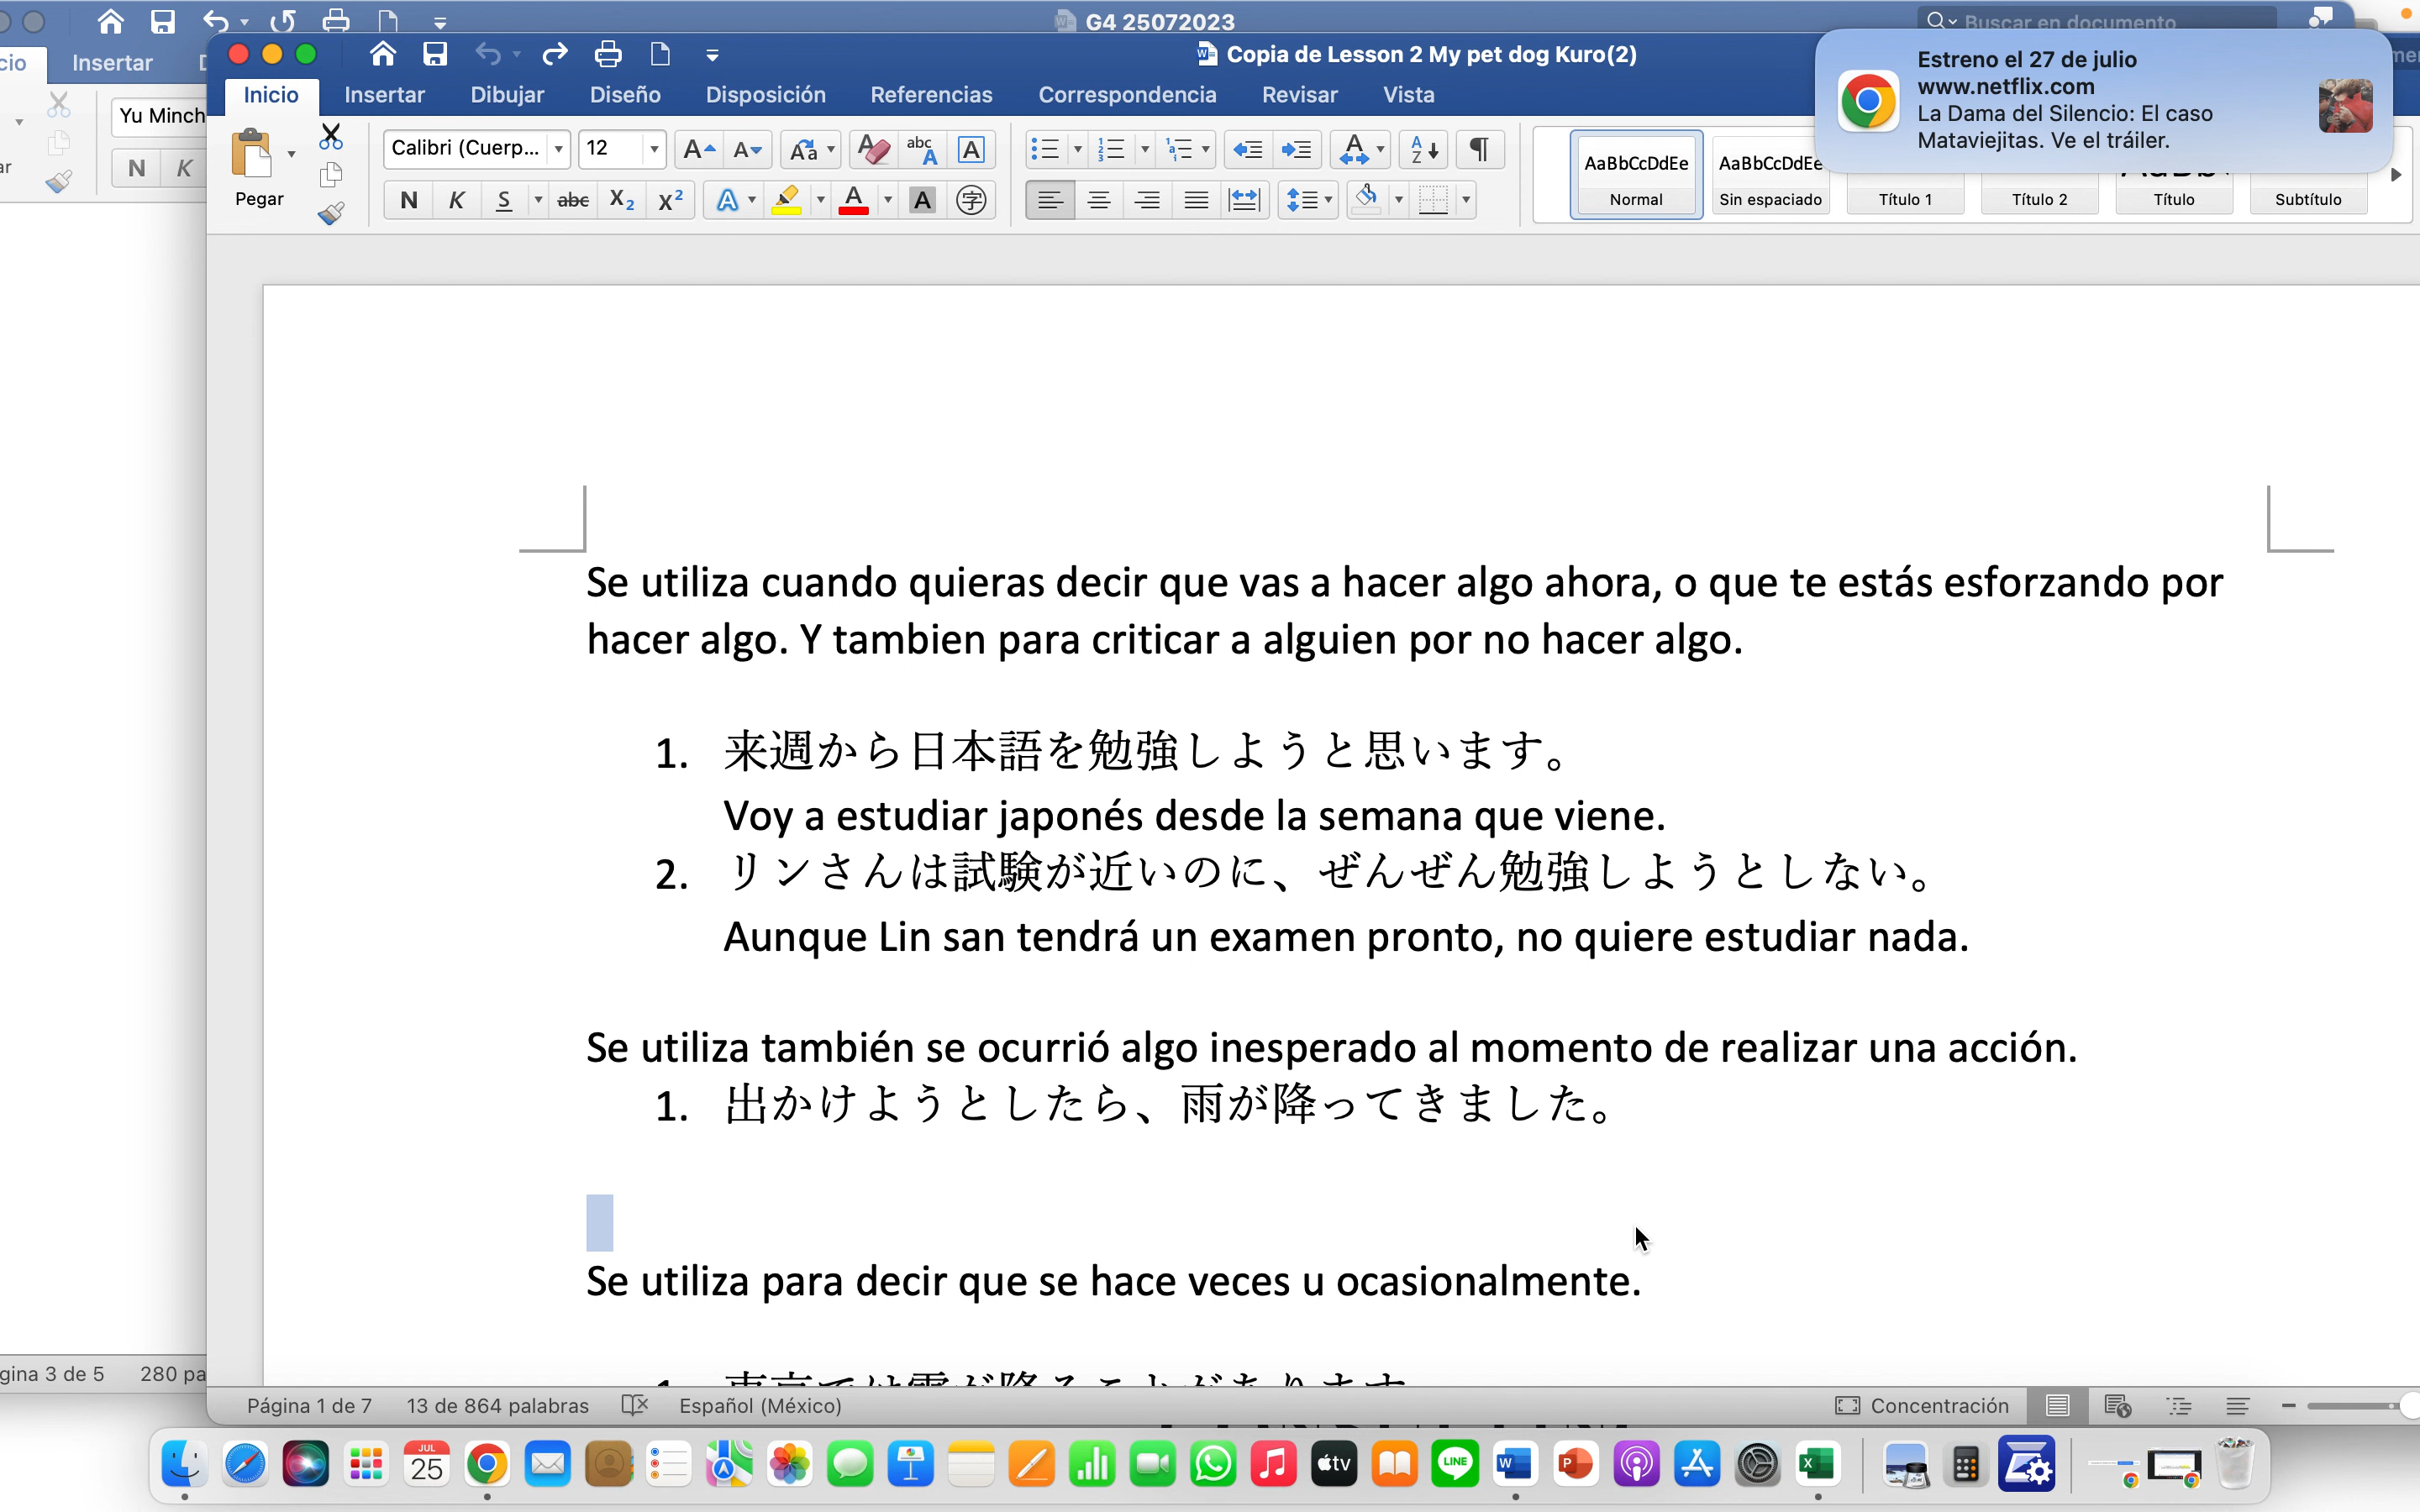 G4 25072023
Buscar en documento
Insertar
Copia de Lesson 2 My pet dog Kuro(2)
Estreno el 27 de julio
www.netflix.com
La Dama del Silencio: El caso
Mataviejitas. Ve el tráiler.
Inicio Insertar Dibujar Diseño Disposición Referencias Correspondencia Revisar Vista
Yu Minch
N K
Pegar
Calibri (Cuerp... 12
N K S abc X2 X2
AaBbCcDdEe AaBbCcDdEe
Normal Sin espaciado Título 1 Título 2 Título Subtítulo
Se utiliza cuando quieras decir que vas a hacer algo ahora, o que te estás esforzando por
hacer algo. Y tambien para criticar a alguien por no hacer algo.
1. 来週から日本語を勉強しようと思います。
Voy a estudiar japonés desde la semana que viene.
2. リンさんは試験が近いのに、ぜんぜん勉強しようとしない。
Aunque Lin san tendrá un examen pronto, no quiere estudiar nada.
Se utiliza también se ocurrió algo inesperado al momento de realizar una acción.
1. 出かけようとしたら、雨が降ってきました。
Se utiliza para decir que se hace veces u ocasionalmente.
3 de 5 280
Página 1 de 7 13 de 864 palabras Español (México) Concentración
JUL
25
tv
LINE
W
P
X